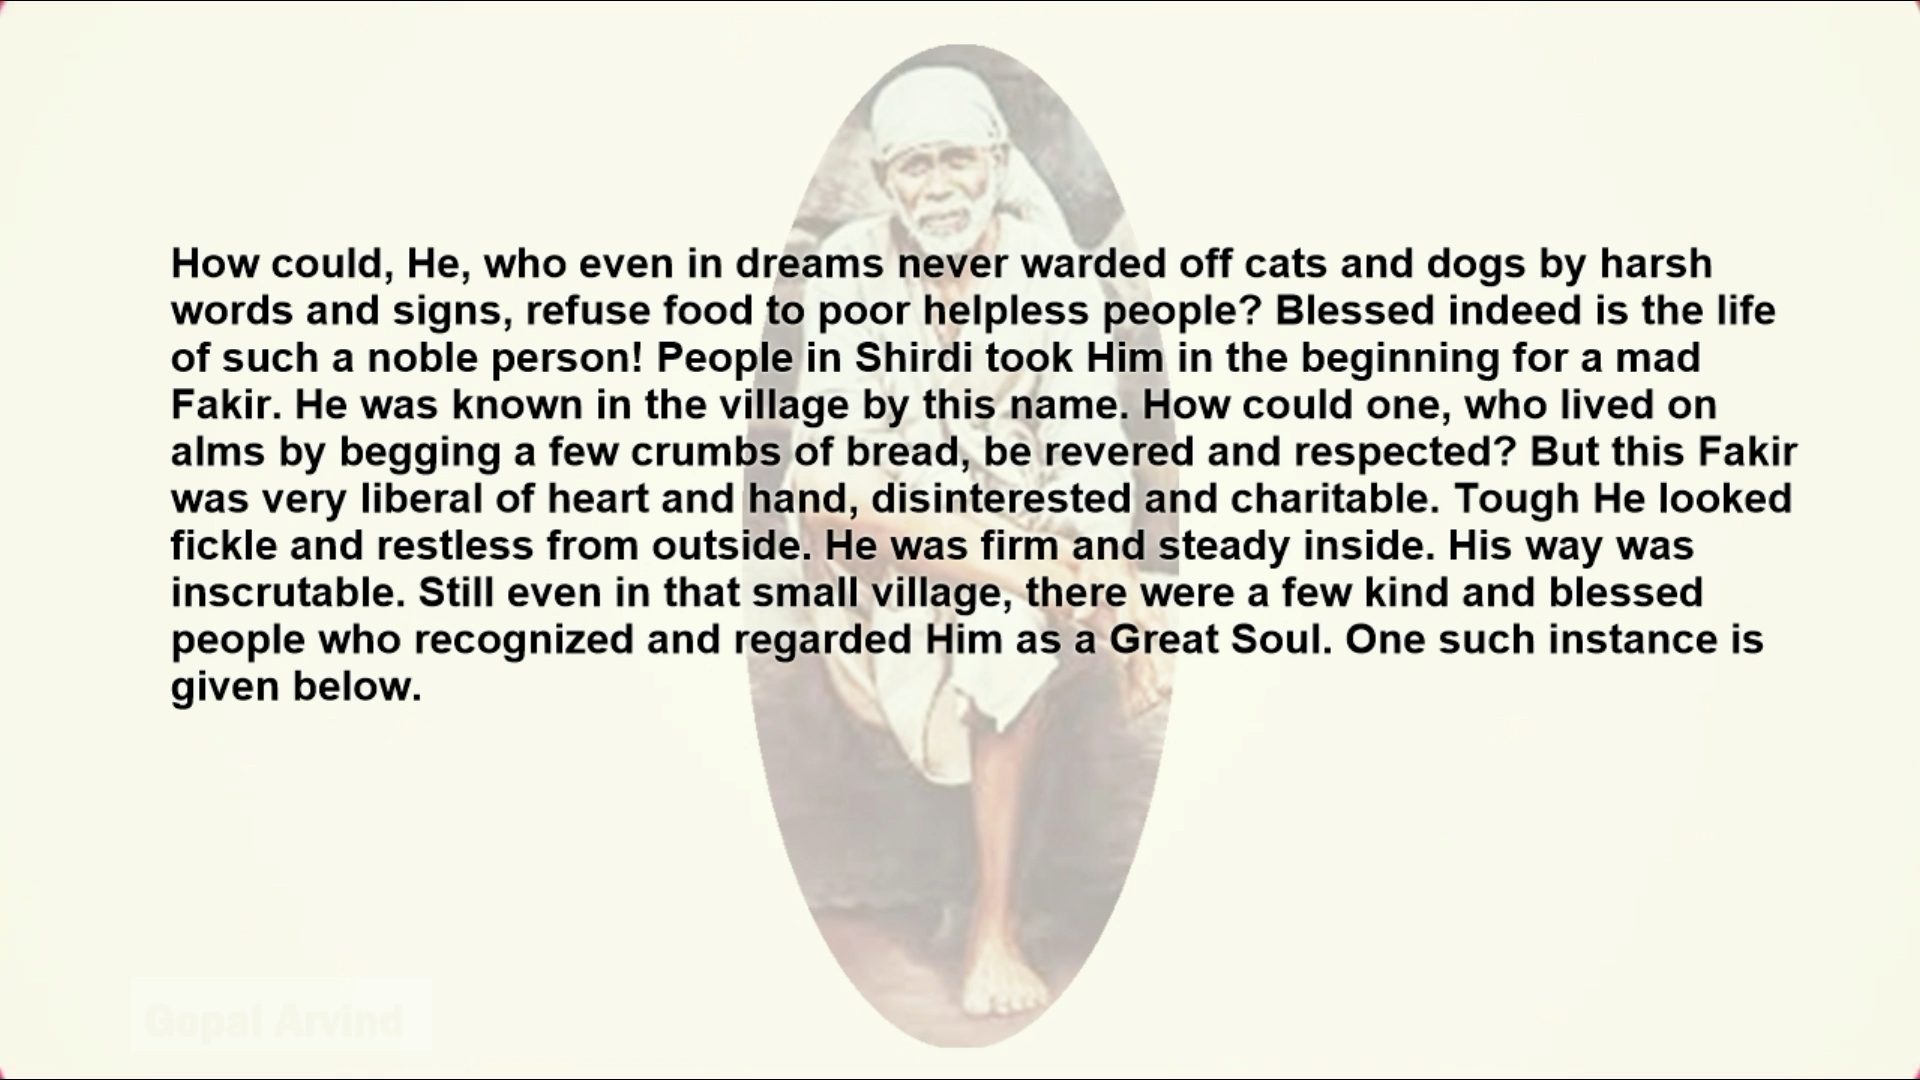 How could, He, who even in dreams never warded off cats and dogs by harsh
words and signs, refuse food to poor helpless people? Blessed indeed is the life
of such a noble person! People in Shirdi took Him in the beginning for a mad
Fakir. He was known in the village by this name. How could one, who lived on
alms by begging a few crumbs of bread, be revered and respected? But this Fakir
was very liberal of heart and hand, disinterested and charitable. Tough He looked
fickle and restless from outside. He was firm and steady inside. His way was
inscrutable. Still even in that small village, there were a few kind and blessed
people who recognized and regarded Him as a Great Soul. One such instance is
given below.
Gopal Arvind